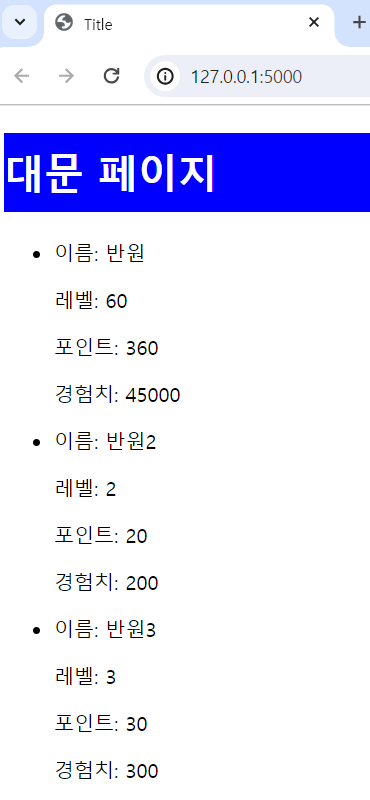 Title
127.0.0.1:5000
대문 페이지
이름: 반원
레벨: 60
포인트: 360
경험치: 45000
이름: 반원2
레벨: 2
포인트: 20
경험치: 200
이름: 반원3
레벨: 3
포인트: 30
경험치: 300